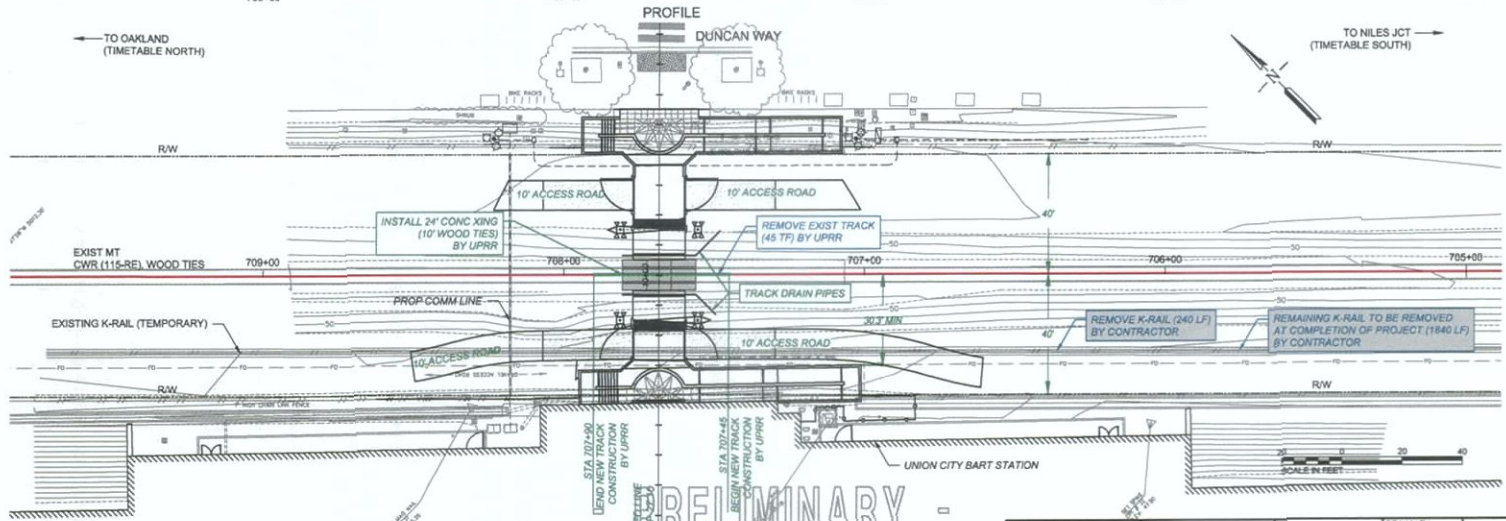 PROFILE
DUNCAN WAY
TO OAKLAND
(TIMETABLE NORTH)
TO NILES JCT
(TIMETABLE SOUTH)
N
BIKE RACKS
BIKE RACKS
SHRUB
R/W
R/W
10' ACCESS ROAD
10' ACCESS ROAD
INSTALL 24' CONC XING
(10' WOOD TIES)
BY UPRR
REMOVE EXIST TRACK
(45 TF) BY UPRR
40'
50
50
EXIST MT
CWR (115-RE), WOOD TIES
709+00
708+00
707+00
706+00
705+00
TRACK DRAIN PIPES
PROP COMM LINE
50
50
30.3' MIN
40'
EXISTING K-RAIL (TEMPORARY)
REMOVE K-RAIL (240 LF)
BY CONTRACTOR
REMAINING K-RAIL TO BE REMOVED
AT COMPLETION OF PROJECT (1640 LF)
BY CONTRACTOR
10' ACCESS ROAD
10' ACCESS ROAD
R/W
R/W
STA 707+90
END NEW TRACK
CONSTRUCTION
BY UPRR
STA 707+45
BEGIN NEW TRACK
CONSTRUCTION
BY UPRR
UNION CITY BART STATION
20 0 20 40
SCALE IN FEET
PRELIMINARY -